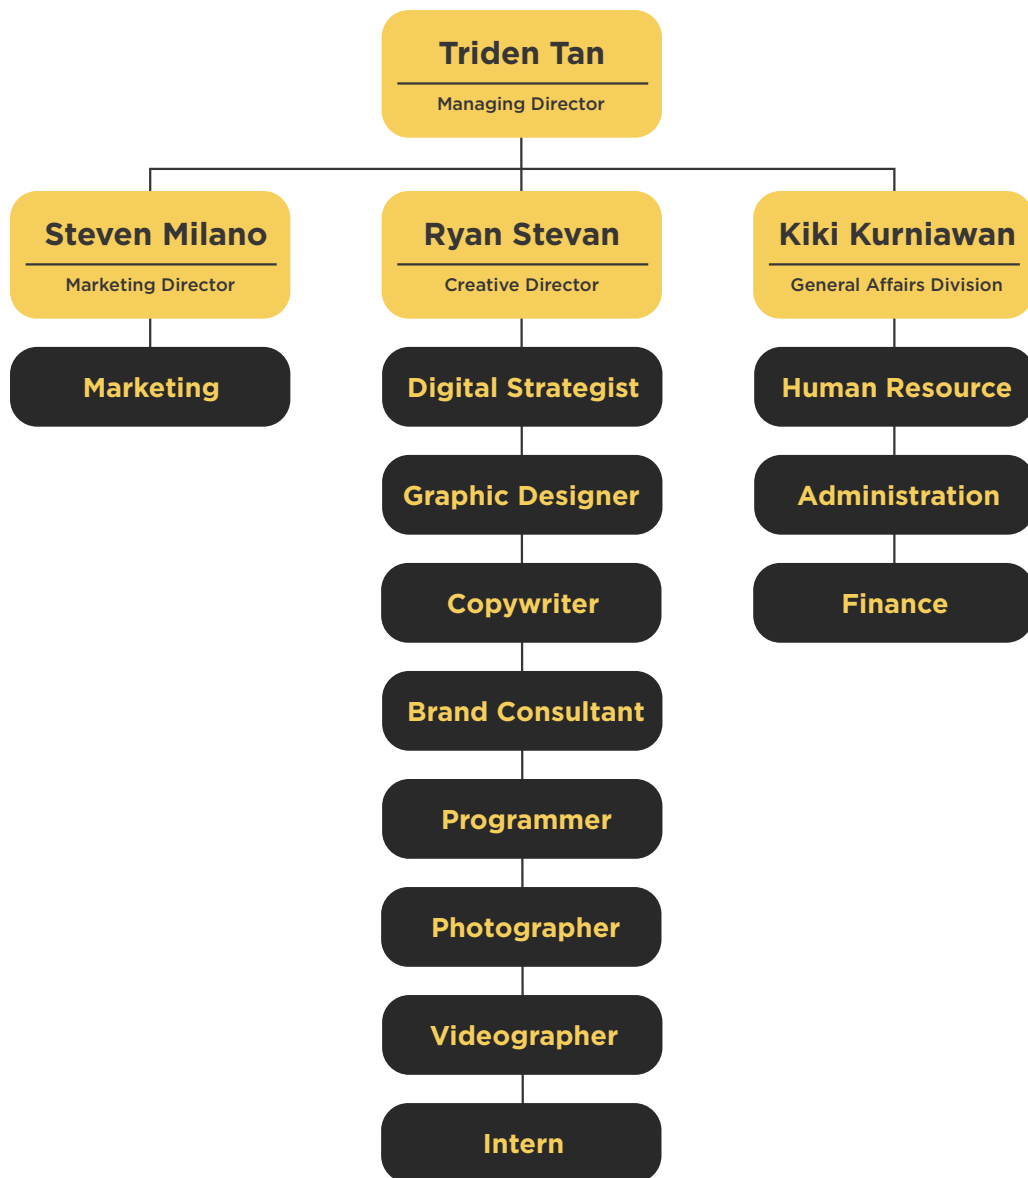 Triden Tan
Managing Director
Steven Milano
Marketing Director
Marketing
Ryan Stevan
Creative Director
Digital Strategist
Graphic Designer
Copywriter
Brand Consultant
Programmer
Photographer
Videographer
Intern
Kiki Kurniawan
General Affairs Division
Human Resource
Administration
Finance